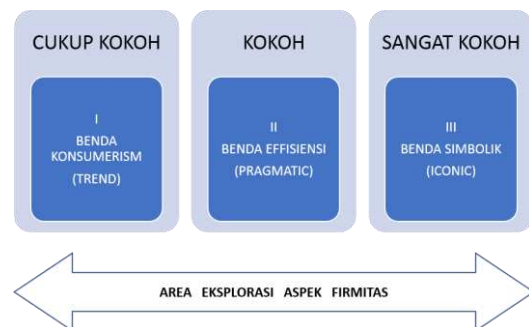 CUKUP KOKOH
I
BENDA
KONSUMERISM
(TREND)
KOKOH
II
BENDA EFFISIENSI
(PRAGMATIC)
SANGAT KOKOH
III
BENDA SIMBOLIK
(ICONIC)
AREA EKSPLORASI ASPEK FIRMITAS